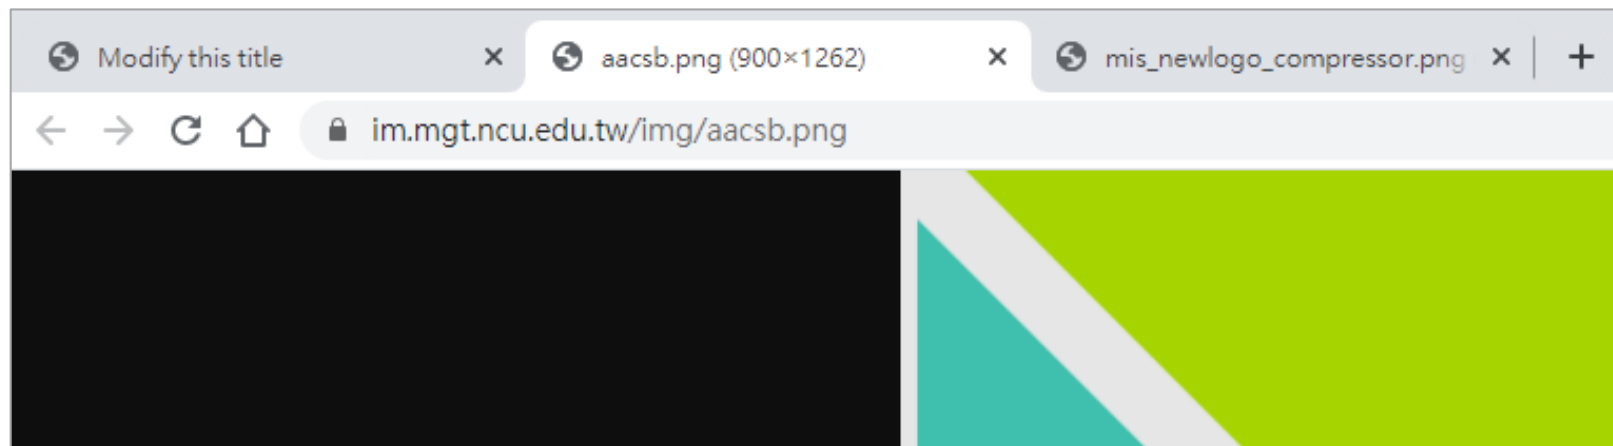 Modify this title
aacsb.png (900×1262)
mis_newlogo_compressor.png
im.mgt.ncu.edu.tw/img/aacsb.png